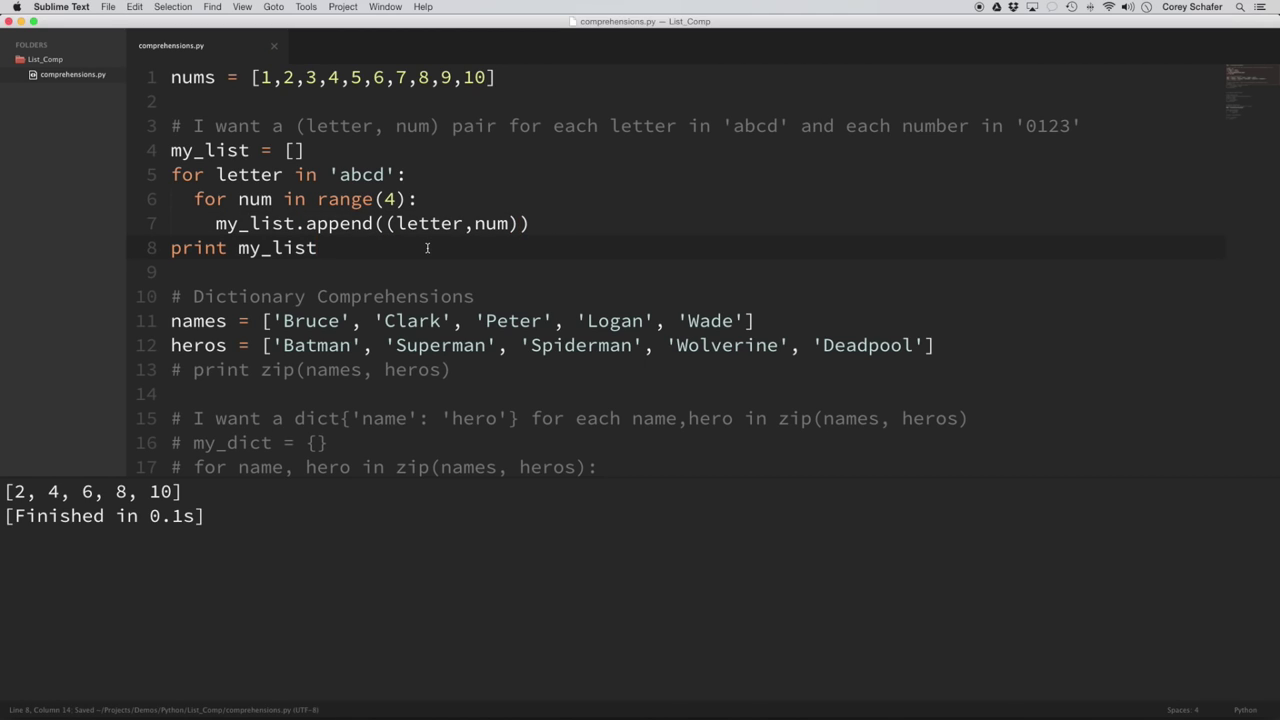 Sublime Text File Edit Selection Find View Goto Tools Project Window Help Corey Schafer
comprehensions.py — List_Comp
FOLDERS
List_Comp
comprehensions.py
comprehensions.py
1 nums = [1,2,3,4,5,6,7,8,9,10]
2
3 # I want a (letter, num) pair for each letter in 'abcd' and each number in '0123'
4 my_list = []
5 for letter in 'abcd':
6 for num in range(4):
7 my_list.append((letter,num))
8 print my_list
9
10 # Dictionary Comprehensions
11 names = ['Bruce', 'Clark', 'Peter', 'Logan', 'Wade']
12 heros = ['Batman', 'Superman', 'Spiderman', 'Wolverine', 'Deadpool']
13 # print zip(names, heros)
14
15 # I want a dict{'name': 'hero'} for each name,hero in zip(names, heros)
16 # my_dict = {}
17 # for name, hero in zip(names, heros):
[2, 4, 6, 8, 10]
[Finished in 0.1s]
Line 8, Column 14: Saved ~/Projects/Demos/Python/List_Comp/comprehensions.py (UTF-8) Spaces: 4 Python